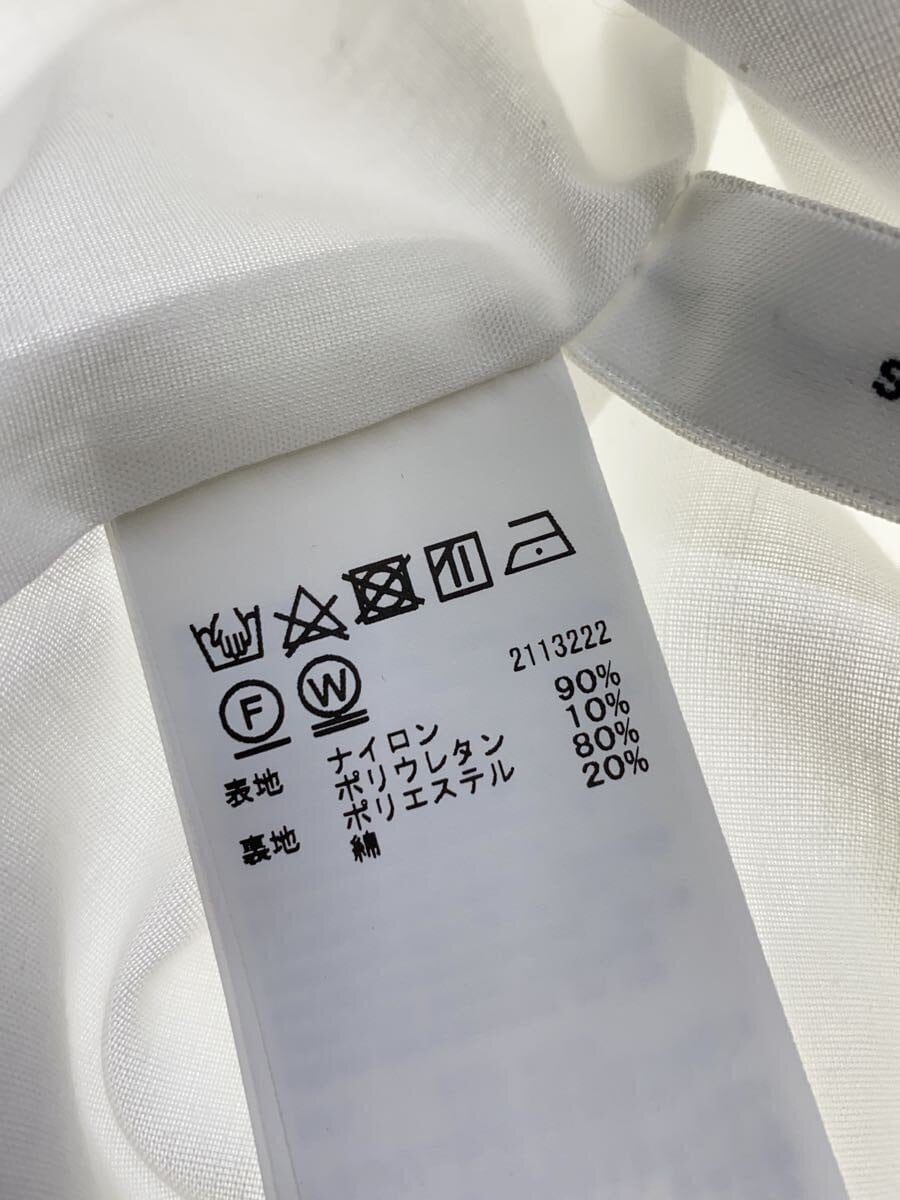 S
F W
2113222
表地 ナイロン 90%
ポリウレタン 10%
裏地 ポリエステル 80%
綿 20%